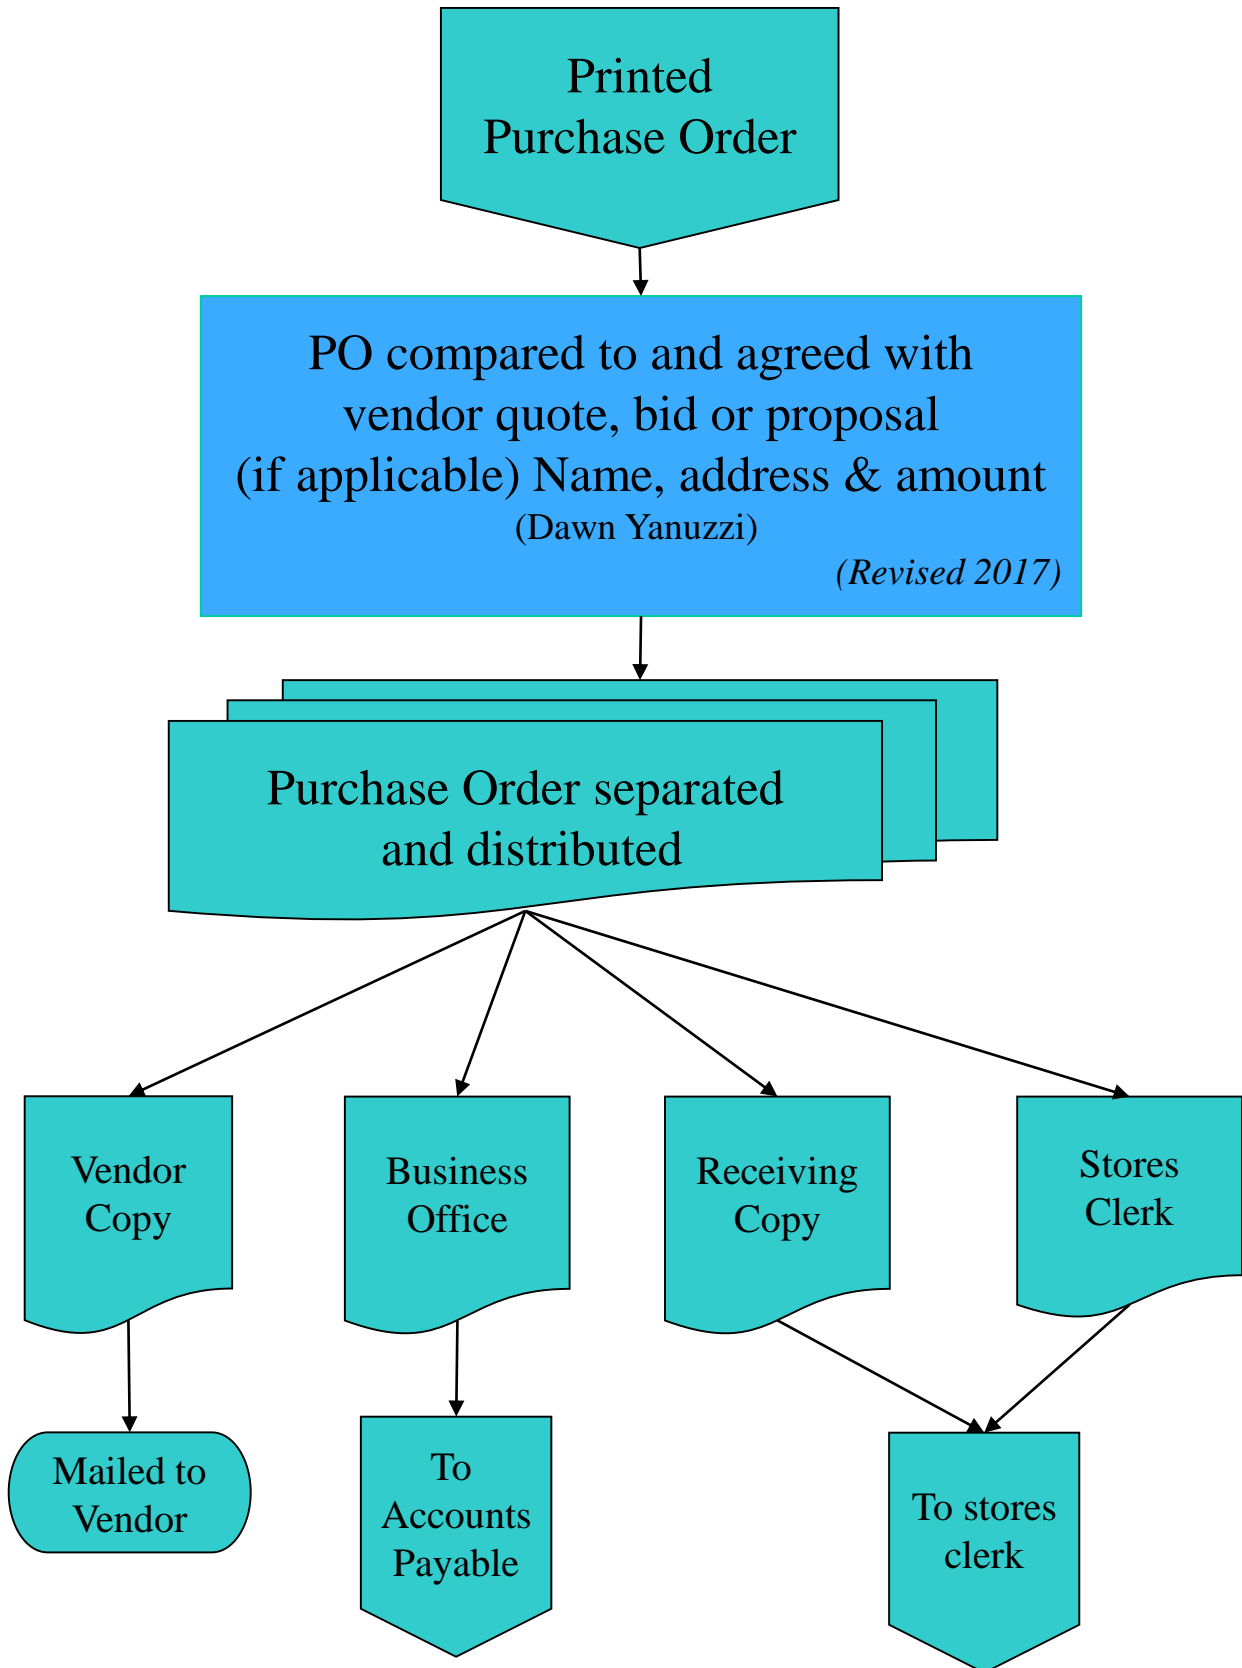 Printed
Purchase Order
PO compared to and agreed with
vendor quote, bid or proposal
(if applicable) Name, address & amount
(Dawn Yanuzzi)
(Revised 2017)
Purchase Order separated
and distributed
Vendor
Copy
Business
Office
Receiving
Copy
Stores
Clerk
Mailed to
Vendor
To
Accounts
Payable
To stores
clerk